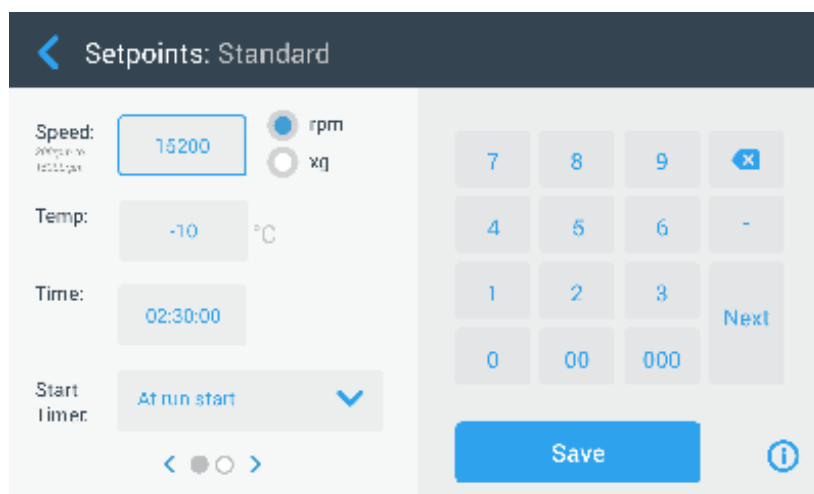 Setpoints: Standard
Speed:
15200
rpm
xg
Temp:
-10
°C
Time:
02:30:00
Start
Timer:
At run start
7 8 9
4 5 6 -
1 2 3
Next
0 00 000
Save